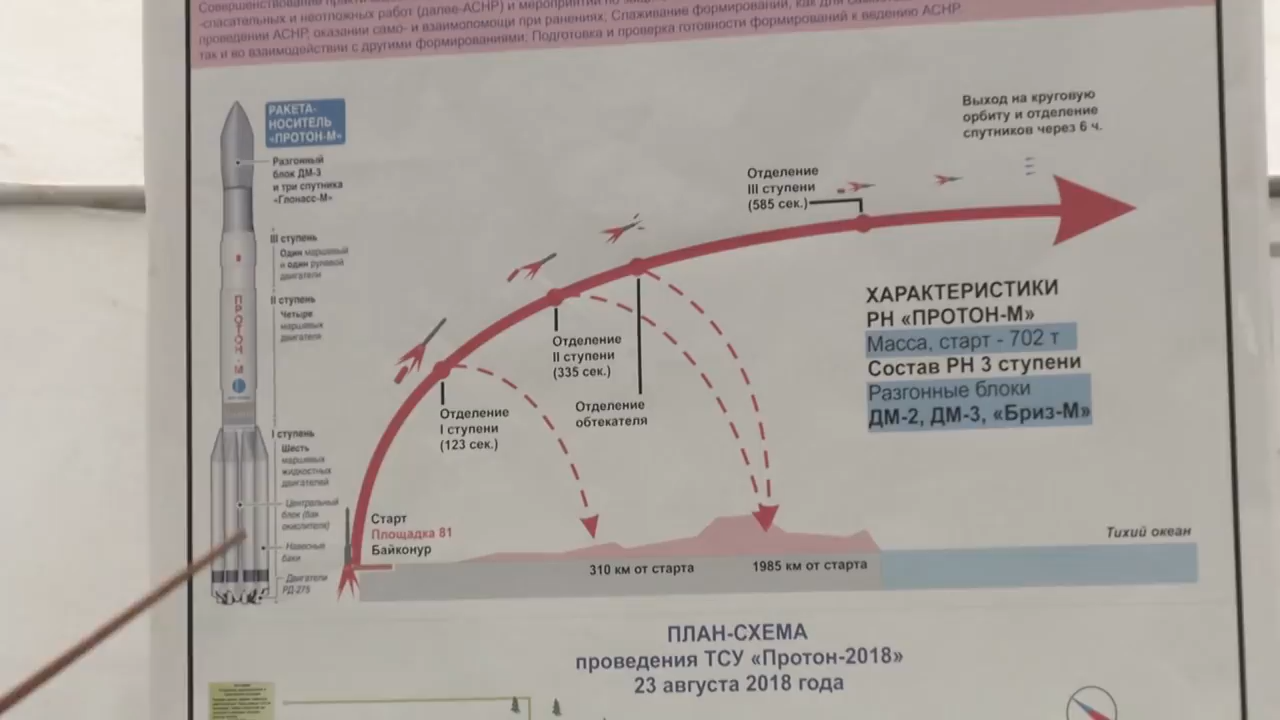 Совершенствование
-спасательных и неотложных работ (далее-АСНР) и мероприятий по
проведении АСНР, оказании само- и взаимопомощи при ранениях; Слаживание формирований, как для
так и во взаимодействии с другими формированиями; Подготовка и проверка готовности формирований к ведению АСНР
РАКЕТА-
НОСИТЕЛЬ
«ПРОТОН-М»
Разгонный
блок ДМ-3
и три спутника
«Глонасс-М»
III ступень
Один маршевый
и один рулевой
двигатели
II ступень
Четыре
маршевых
двигателя
ПРОТОН-М
I ступень
Шесть
маршевых
жидкостных
двигателей
Центральный
блок (бак
окислителя)
Навесные
баки
Двигатели
РД-275
Выход на круговую
орбиту и отделение
спутников через 6 ч.
Отделение
III ступени
(585 сек.)
Отделение
II ступени
(335 сек.)
Отделение
обтекателя
Отделение
I ступени
(123 сек.)
Старт
Площадка 81
Байконур
310 км от старта
1985 км от старта
Тихий океан
ХАРАКТЕРИСТИКИ
РН «ПРОТОН-М»
Масса, старт - 702 т
Состав РН 3 ступени
Разгонные блоки
ДМ-2, ДМ-3, «Бриз-М»
ПЛАН-СХЕМА
проведения ТСУ «Протон-2018»
23 августа 2018 года